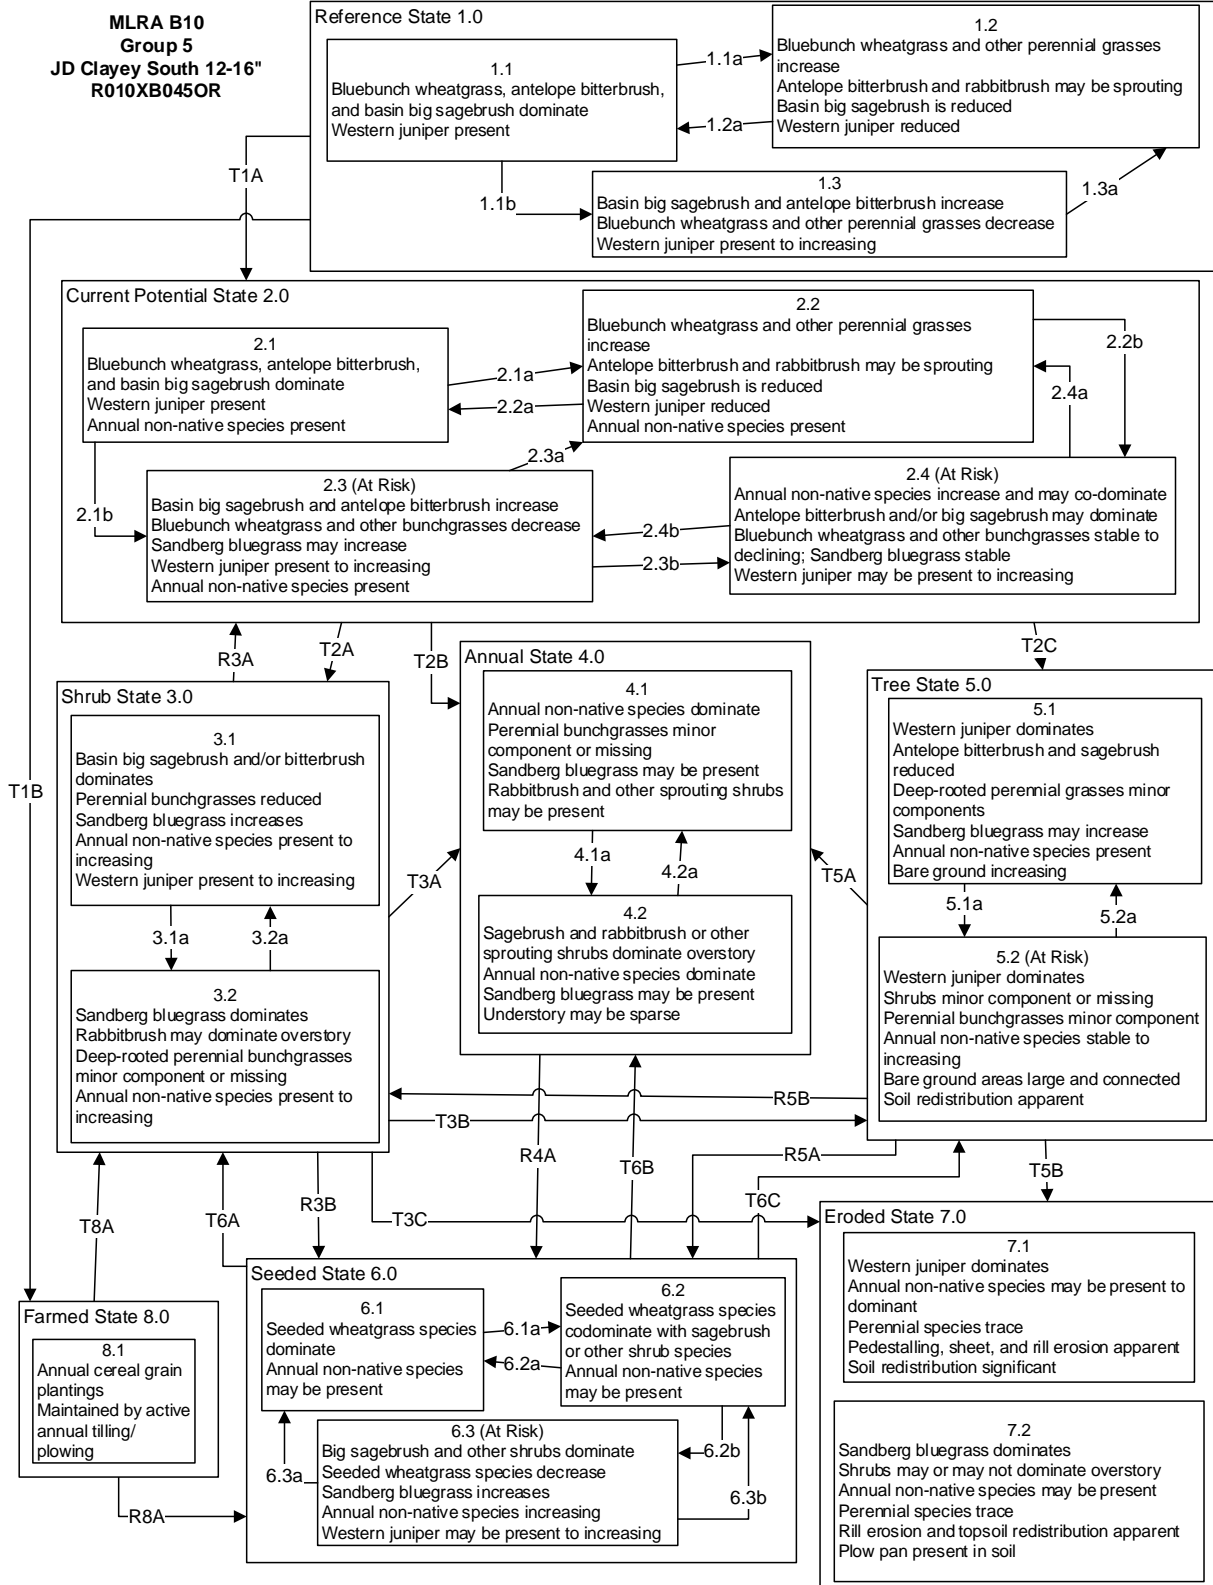 MLRA B10
Group 5
JD Clayey South 12-16"
R010XB045OR
Reference State 1.0
1.1
Bluebunch wheatgrass, antelope bitterbrush,
and basin big sagebrush dominate
Western juniper present
1.1a
1.2a
1.2
Bluebunch wheatgrass and other perennial grasses
increase
Antelope bitterbrush and rabbitbrush may be sprouting
Basin big sagebrush is reduced
Western juniper reduced
1.1b
1.3
Basin big sagebrush and antelope bitterbrush increase
Bluebunch wheatgrass and other perennial grasses decrease
Western juniper present to increasing
1.3a
T1A
T1B
Current Potential State 2.0
2.1
Bluebunch wheatgrass, antelope bitterbrush,
and basin big sagebrush dominate
Western juniper present
Annual non-native species present
2.1a
2.2a
2.2
Bluebunch wheatgrass and other perennial grasses
increase
Antelope bitterbrush and rabbitbrush may be sprouting
Basin big sagebrush is reduced
Western juniper reduced
Annual non-native species present
2.2b
2.4a
2.3a
2.1b
2.3 (At Risk)
Basin big sagebrush and antelope bitterbrush increase
Bluebunch wheatgrass and other bunchgrasses decrease
Sandberg bluegrass may increase
Western juniper present to increasing
Annual non-native species present
2.4b
2.3b
2.4 (At Risk)
Annual non-native species increase and may co-dominate
Antelope bitterbrush and/or big sagebrush may dominate
Bluebunch wheatgrass and other bunchgrasses stable to
declining; Sandberg bluegrass stable
Western juniper may be present to increasing
R3A
T2A
T2B
T2C
Shrub State 3.0
3.1
Basin big sagebrush and/or bitterbrush
dominates
Perennial bunchgrasses reduced
Sandberg bluegrass increases
Annual non-native species present to
increasing
Western juniper present to increasing
3.1a
3.2a
3.2
Sandberg bluegrass dominates
Rabbitbrush may dominate overstory
Deep-rooted perennial bunchgrasses
minor component or missing
Annual non-native species present to
increasing
T3A
Annual State 4.0
4.1
Annual non-native species dominate
Perennial bunchgrasses minor
component or missing
Sandberg bluegrass may be present
Rabbitbrush and other sprouting shrubs
may be present
4.1a
4.2a
4.2
Sagebrush and rabbitbrush or other
sprouting shrubs dominate overstory
Annual non-native species dominate
Sandberg bluegrass may be present
Understory may be sparse
T5A
Tree State 5.0
5.1
Western juniper dominates
Antelope bitterbrush and sagebrush
reduced
Deep-rooted perennial grasses minor
components
Sandberg bluegrass may increase
Annual non-native species present
Bare ground increasing
5.1a
5.2a
5.2 (At Risk)
Western juniper dominates
Shrubs minor component or missing
Perennial bunchgrasses minor component
Annual non-native species stable to
increasing
Bare ground areas large and connected
Soil redistribution apparent
R5B
T3B
T8A
T6A
R3B
T3C
R4A
T6B
R5A
T6C
T5B
Farmed State 8.0
8.1
Annual cereal grain
plantings
Maintained by active
annual tilling/
plowing
R8A
Seeded State 6.0
6.1
Seeded wheatgrass species
dominate
Annual non-native species
may be present
6.1a
6.2a
6.2
Seeded wheatgrass species
codominate with sagebrush
or other shrub species
Annual non-native species
may be present
6.3a
6.3 (At Risk)
Big sagebrush and other shrubs dominate
Seeded wheatgrass species decrease
Sandberg bluegrass increases
Annual non-native species increasing
Western juniper may be present to increasing
6.2b
6.3b
Eroded State 7.0
7.1
Western juniper dominates
Annual non-native species may be present to
dominant
Perennial species trace
Pedestalling, sheet, and rill erosion apparent
Soil redistribution significant
7.2
Sandberg bluegrass dominates
Shrubs may or may not dominate overstory
Annual non-native species may be present
Perennial species trace
Rill erosion and topsoil redistribution apparent
Plow pan present in soil